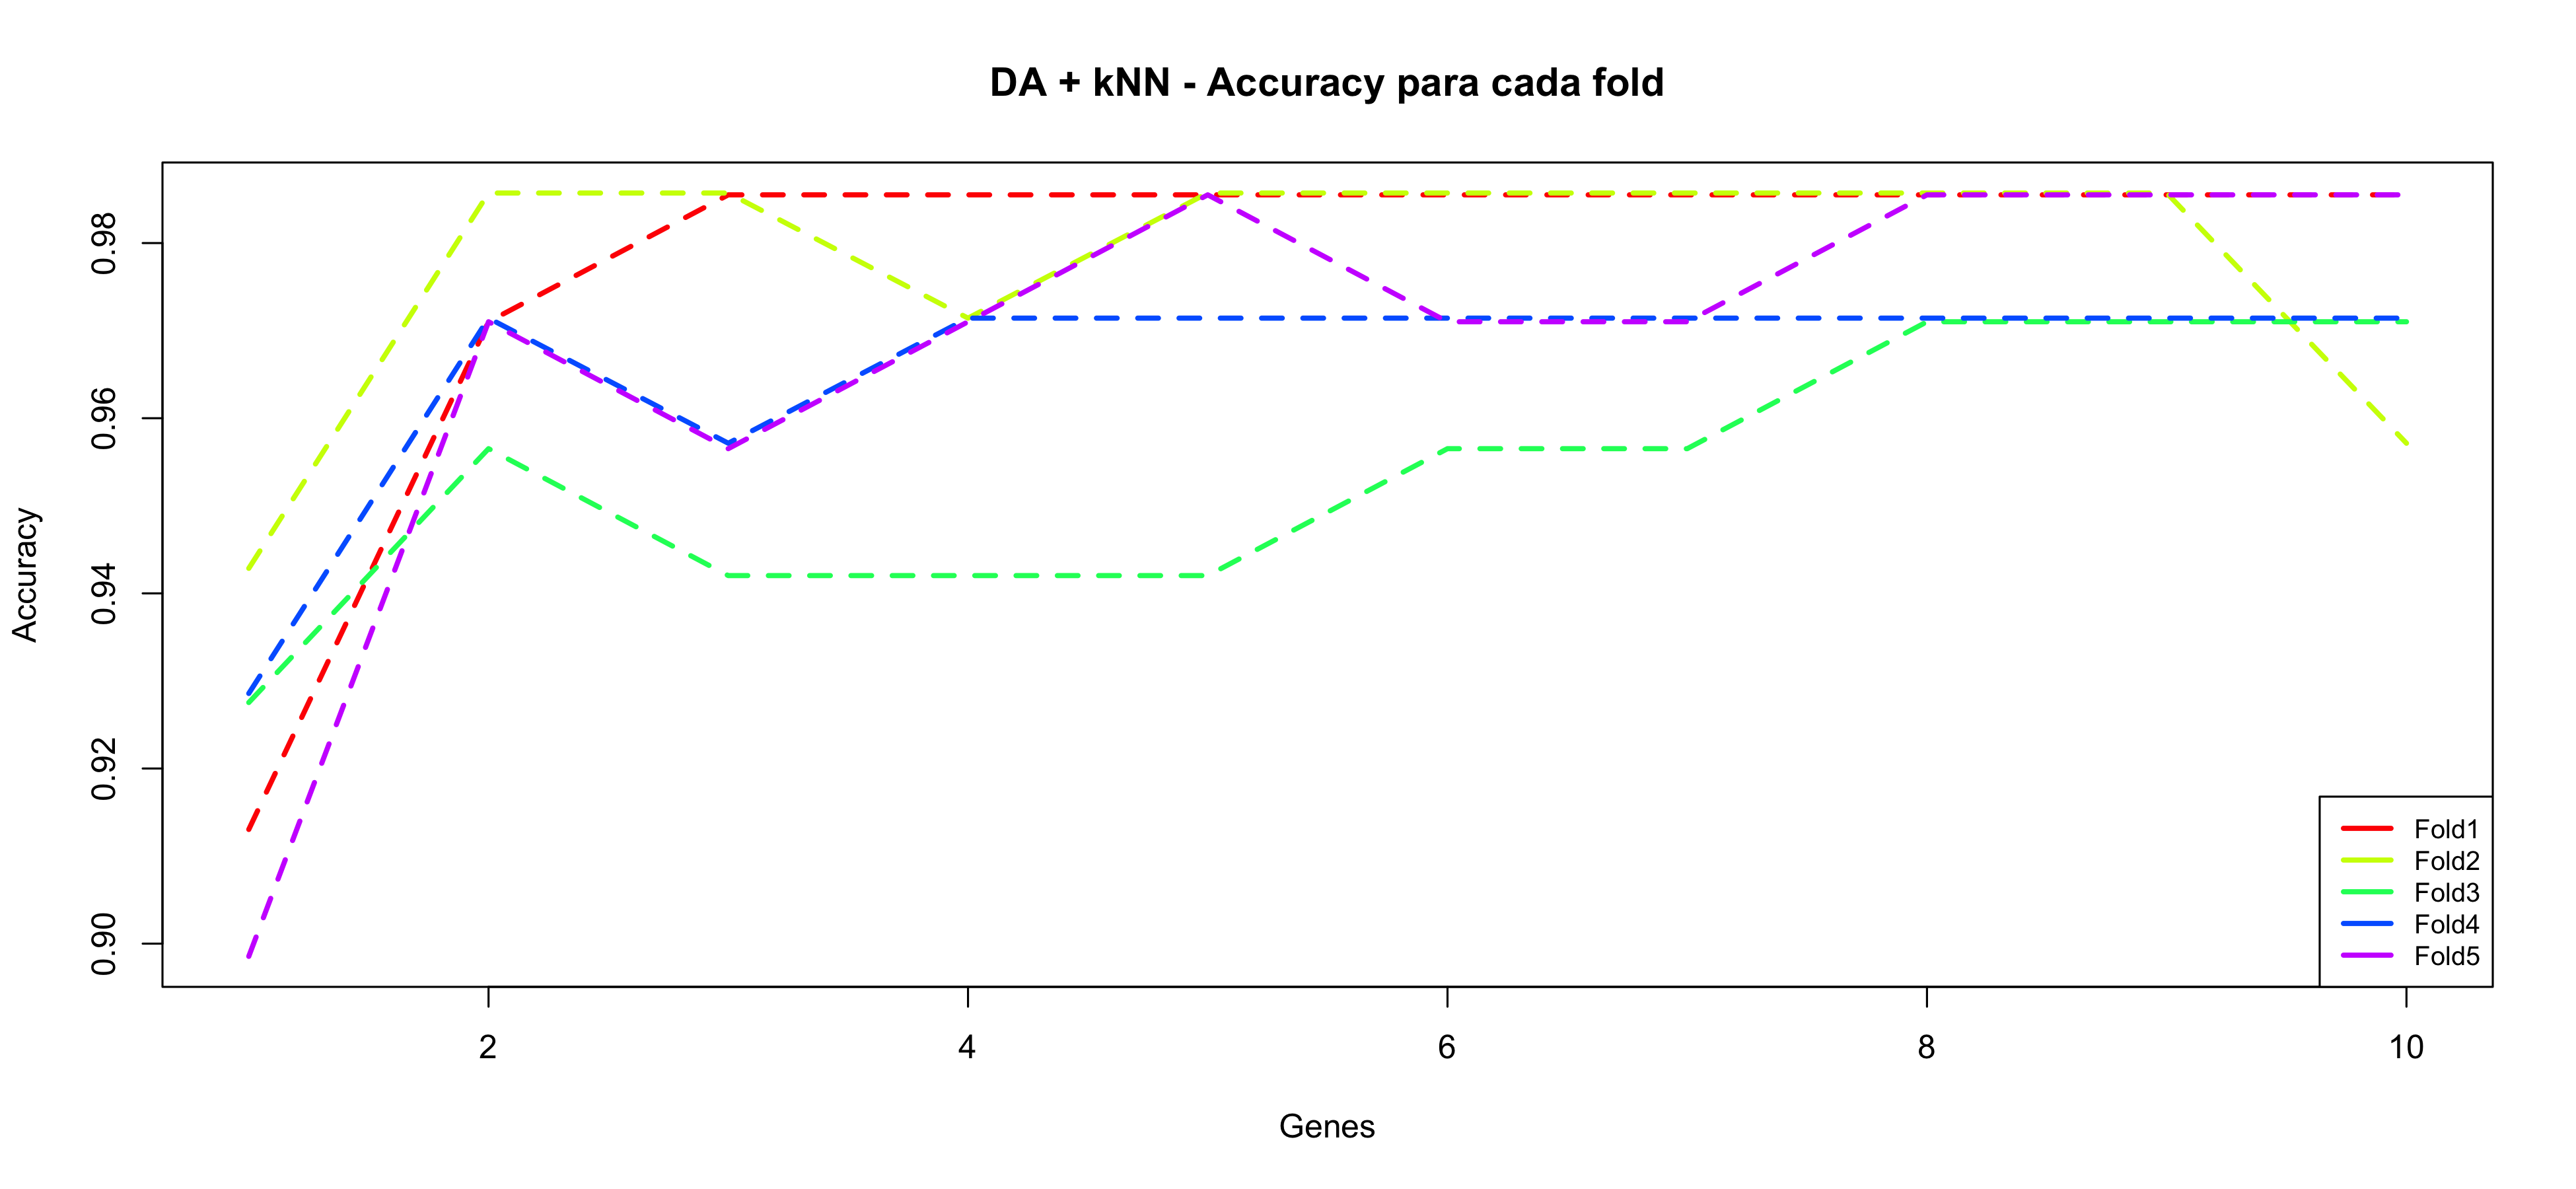 DA + kNN - Accuracy para cada fold
Accuracy
0.98
0.96
0.94
0.92
0.90
2 4 6 8 10
Genes
Fold1
Fold2
Fold3
Fold4
Fold5